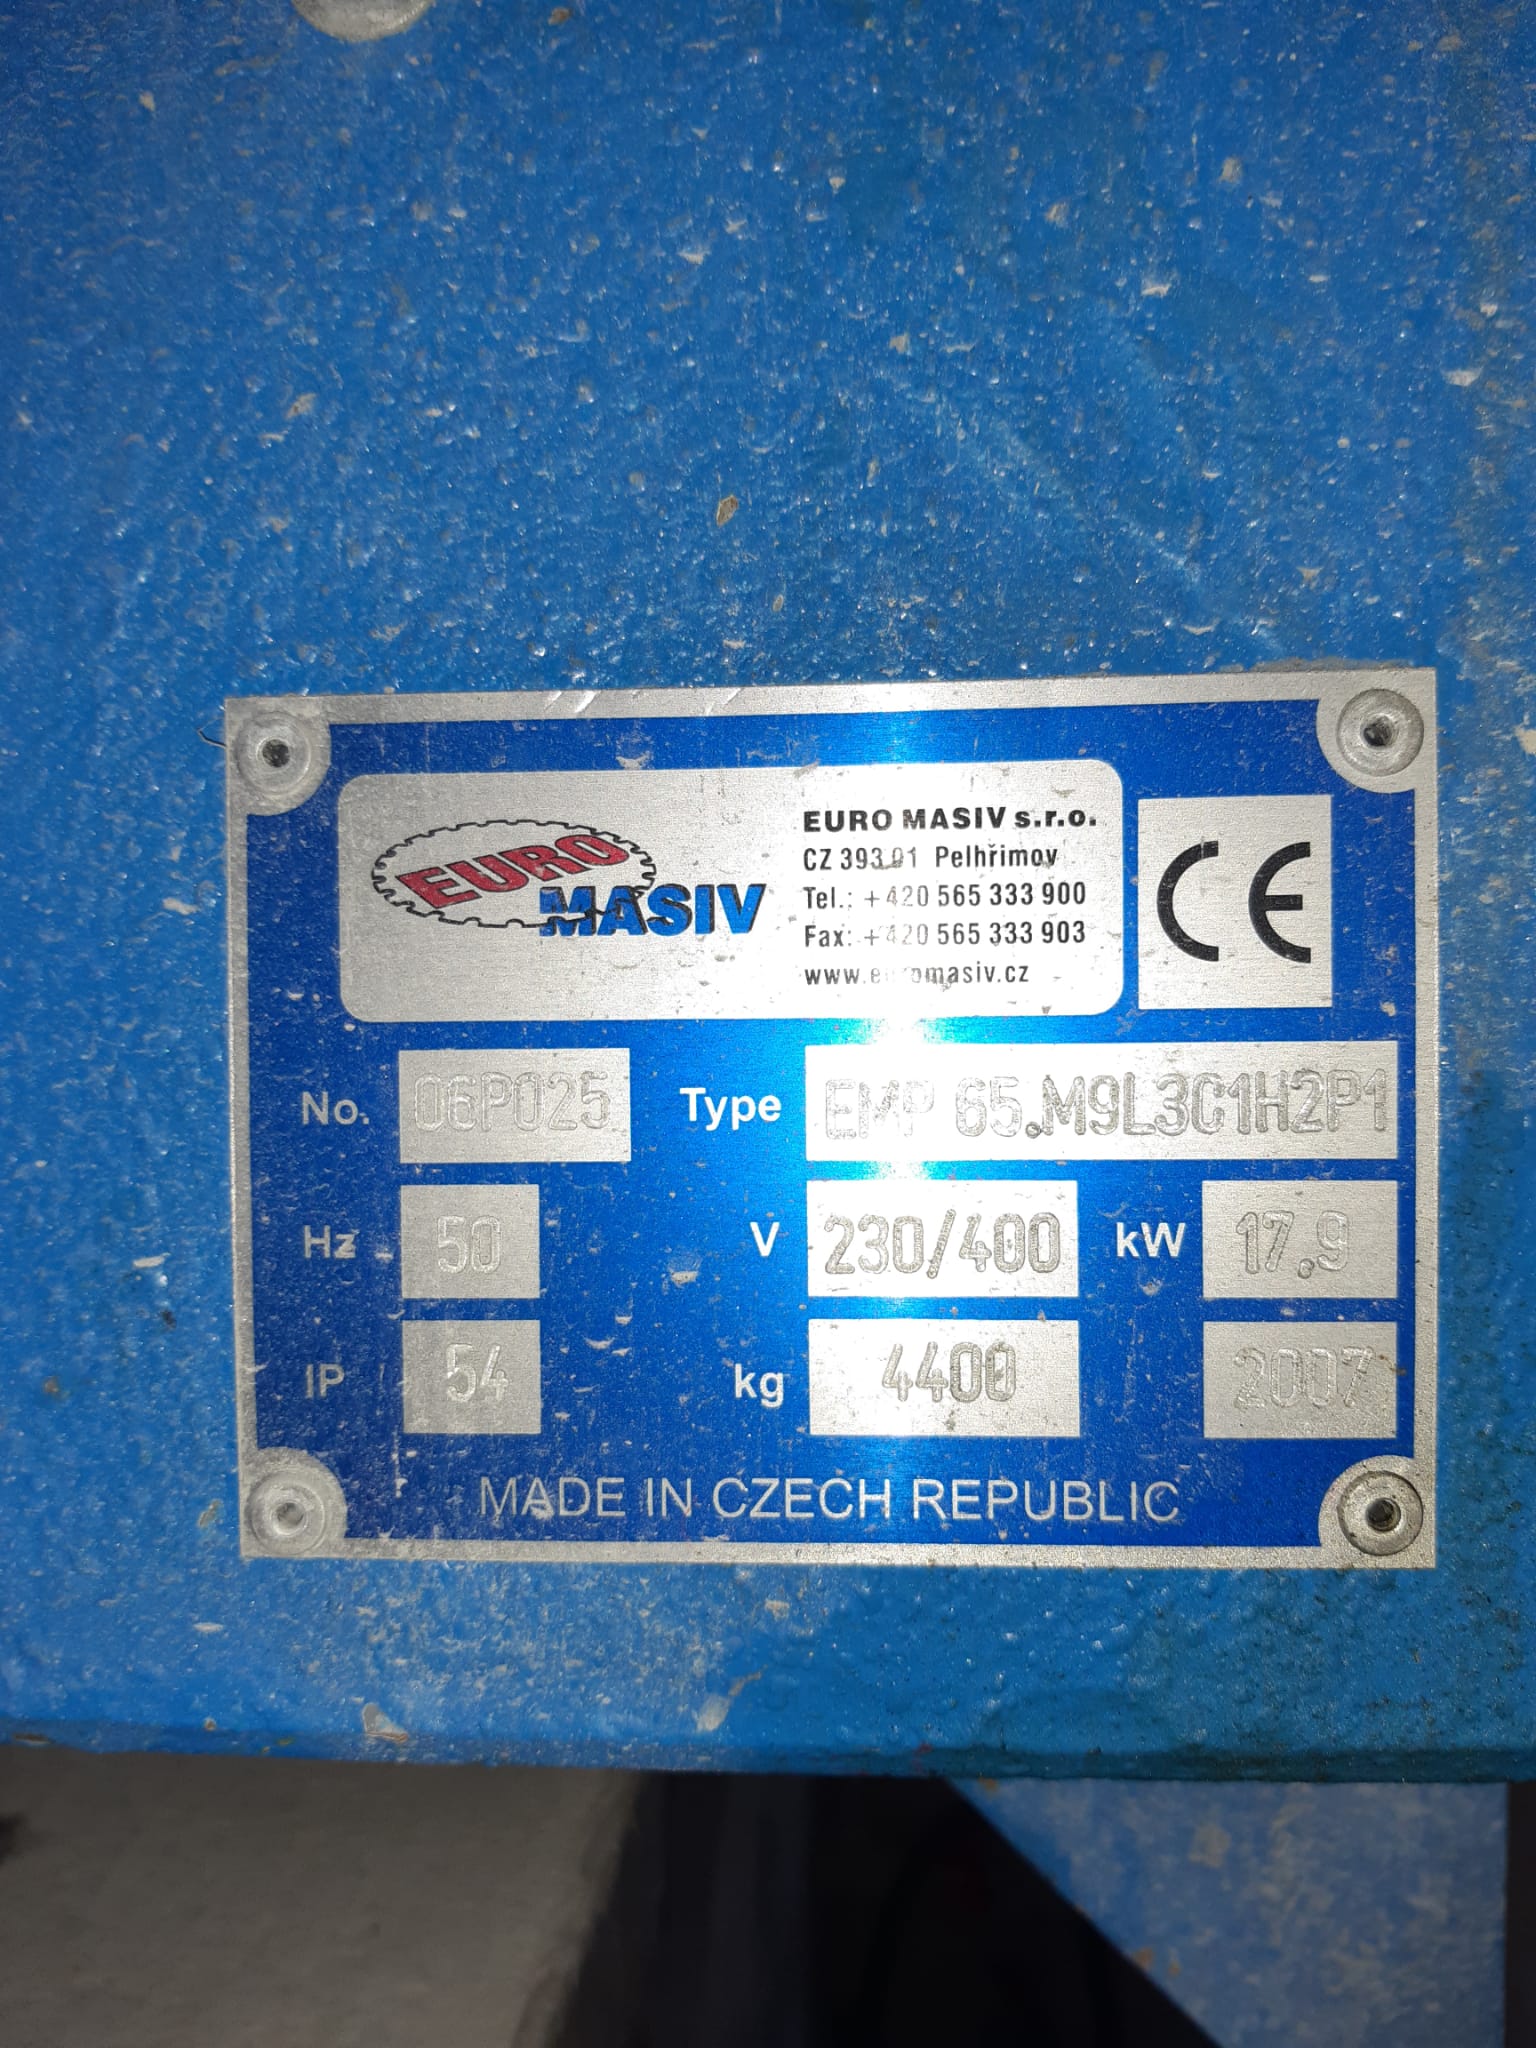 EURO
MASIV
EURO MASIV s.r.o.
CZ 393 01 Pelhřimov
Tel.: +420 565 333 900
Fax: +420 565 333 903
www.euromasiv.cz
CE
No. 06P025 Type EMP 65.M9L3C1H2P1
Hz 50 V 230/400 kW 17.9
IP 54 kg 4400 2007
MADE IN CZECH REPUBLIC